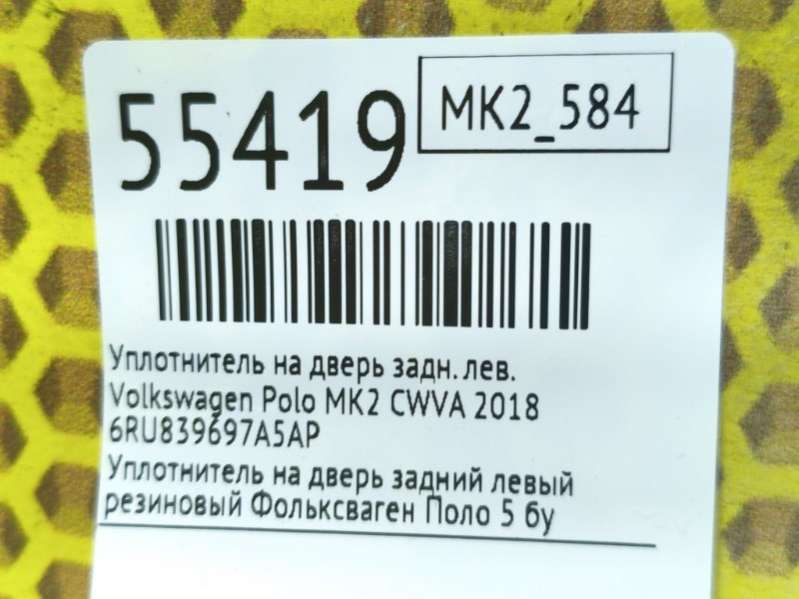 55419
MK2_584
Уплотнитель на дверь задн. лев.
Volkswagen Polo MK2 CWVA 2018
6RU839697A5AP
Уплотнитель на дверь задний левый
резиновый Фольксваген Поло 5 бу